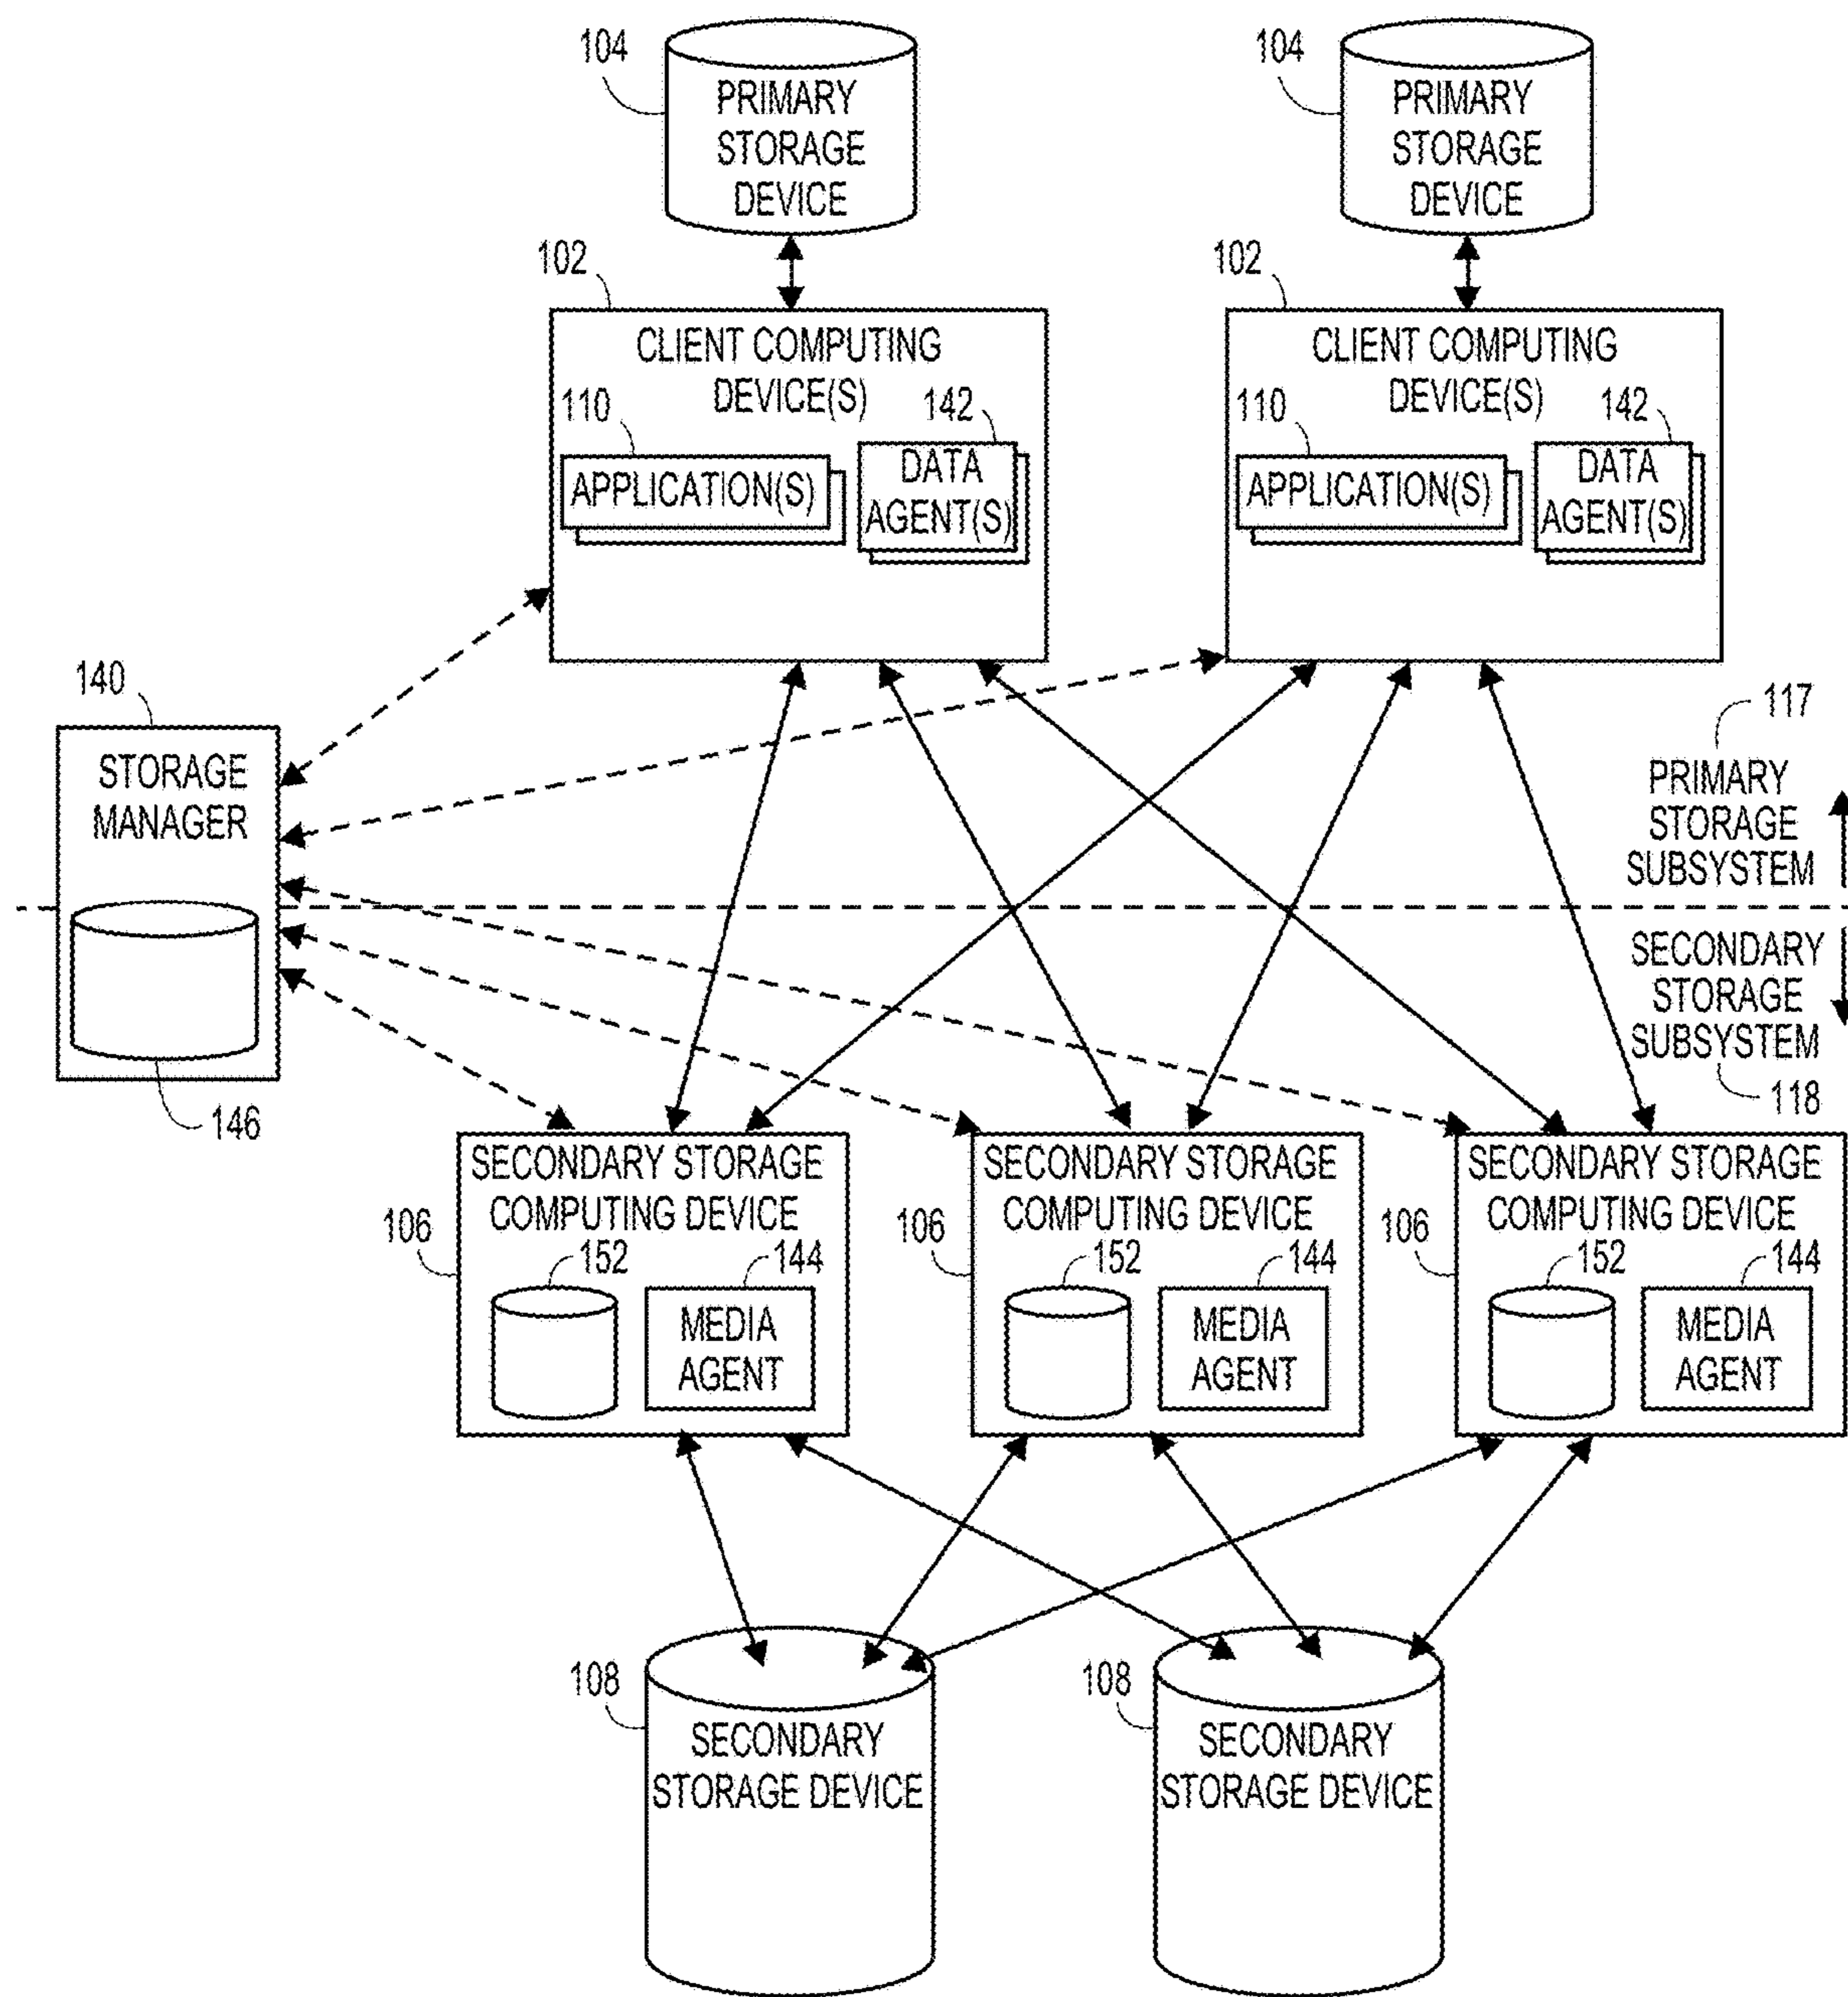 104
PRIMARY
STORAGE
DEVICE
104
PRIMARY
STORAGE
DEVICE
102
CLIENT COMPUTING
DEVICE(S)
110
142
APPLICATION(S)
DATA
AGENT(S)
102
CLIENT COMPUTING
DEVICE(S)
110
142
APPLICATION(S)
DATA
AGENT(S)
140
STORAGE
MANAGER
146
117
PRIMARY
STORAGE
SUBSYSTEM
SECONDARY
STORAGE
SUBSYSTEM
118
106
SECONDARY STORAGE
COMPUTING DEVICE
152
144
MEDIA
AGENT
106
SECONDARY STORAGE
COMPUTING DEVICE
152
144
MEDIA
AGENT
106
SECONDARY STORAGE
COMPUTING DEVICE
152
144
MEDIA
AGENT
108
SECONDARY
STORAGE DEVICE
108
SECONDARY
STORAGE DEVICE